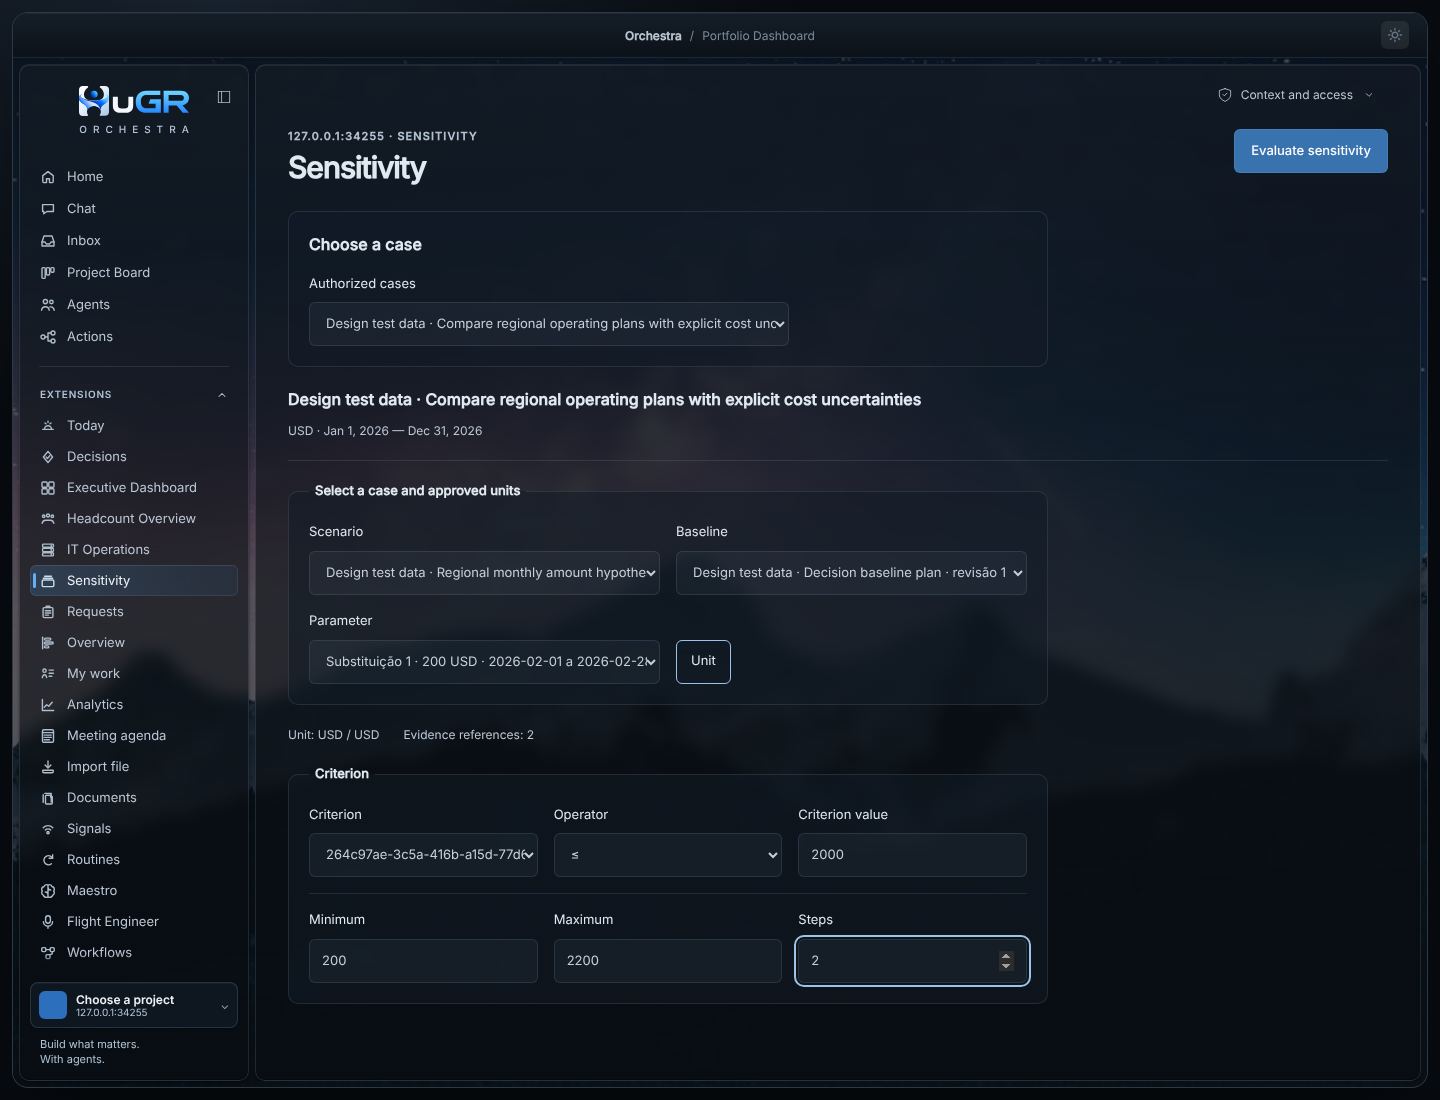 Orchestra / Portfolio Dashboard
HuGR
ORCHESTRA
Home
Chat
Inbox
Project Board
Agents
Actions
EXTENSIONS
Today
Decisions
Executive Dashboard
Headcount Overview
IT Operations
Sensitivity
Requests
Overview
My work
Analytics
Meeting agenda
Import file
Documents
Signals
Routines
Maestro
Flight Engineer
Workflows
Choose a project
127.0.0.1:34255
Build what matters.
With agents.
Context and access
127.0.0.1:34255 · SENSITIVITY
Sensitivity
Evaluate sensitivity
Choose a case
Authorized cases
Design test data · Compare regional operating plans with explicit cost unc
Design test data · Compare regional operating plans with explicit cost uncertainties
USD · Jan 1, 2026 — Dec 31, 2026
Select a case and approved units
Scenario Baseline
Design test data · Regional monthly amount hypothe Design test data · Decision baseline plan · revisão 1
Parameter
Substituição 1 · 200 USD · 2026-02-01 a 2026-02-28 Unit
Unit: USD / USD Evidence references: 2
Criterion
Criterion Operator Criterion value
264c97ae-3c5a-416b-a15d-77d6 ≤ 2000
Minimum Maximum Steps
200 2200 2